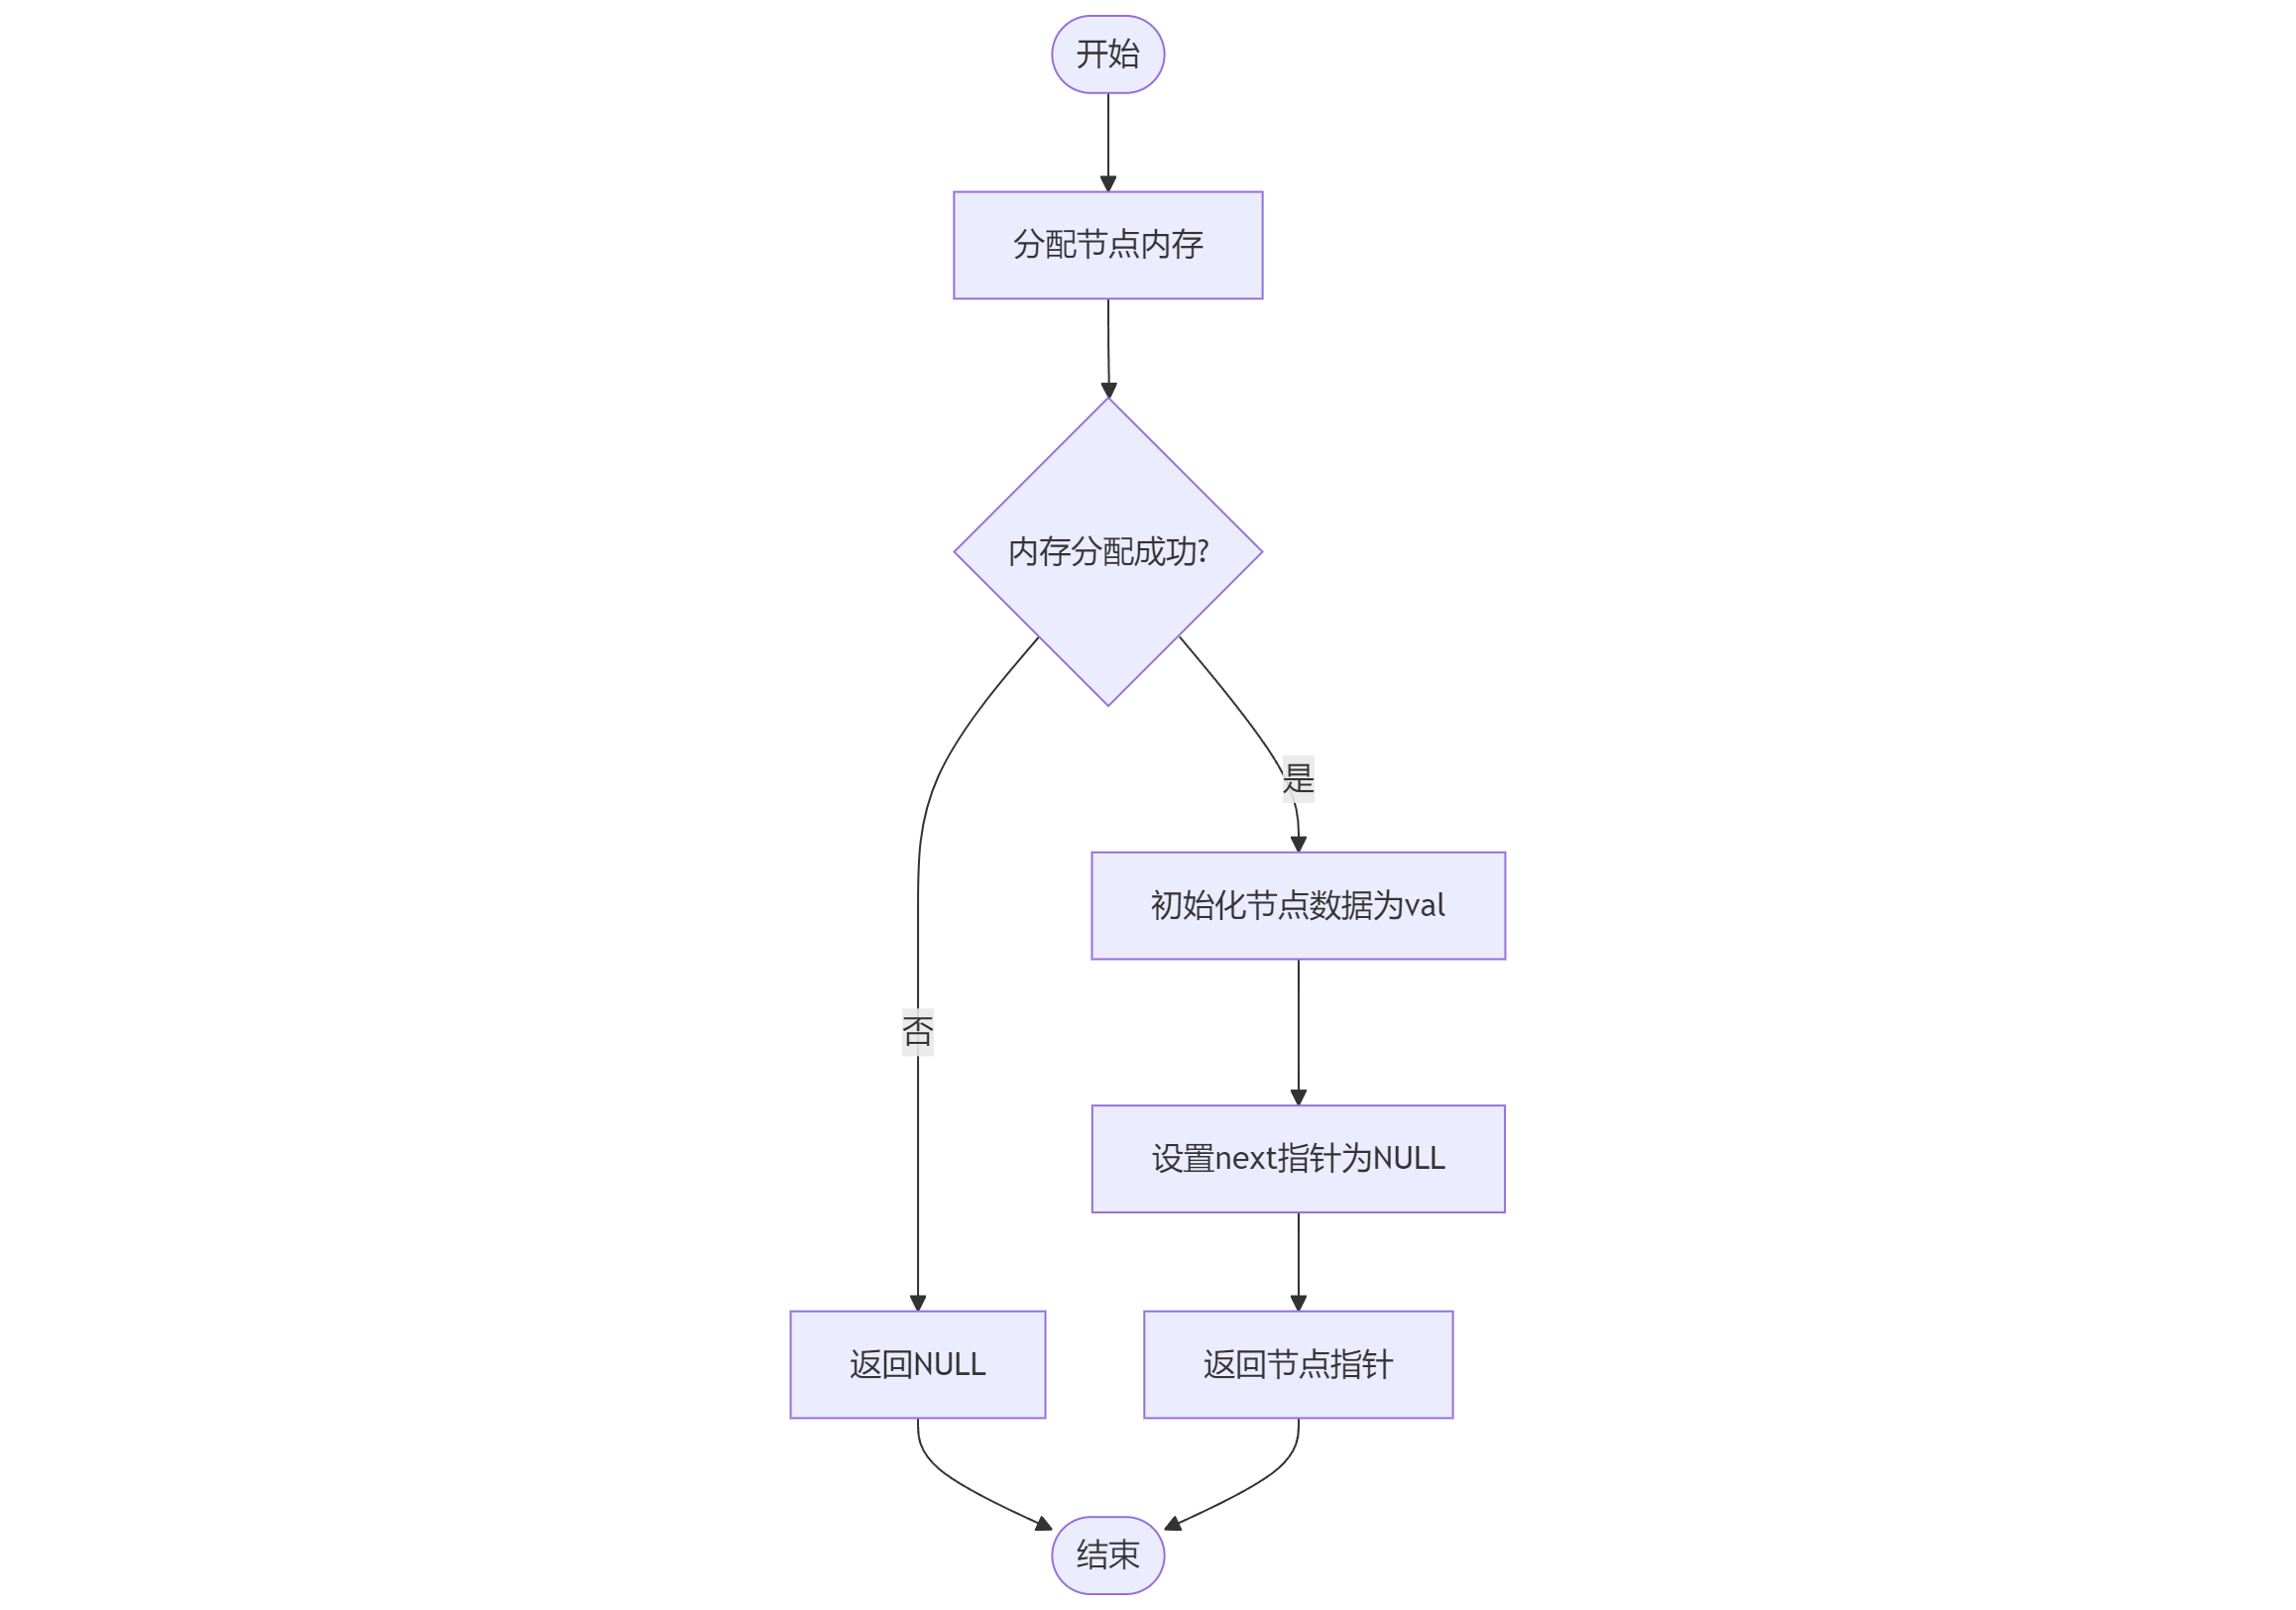 开始
分配节点内存
内存分配成功?
是
初始化节点数据为val
否
设置next指针为NULL
返回NULL
返回节点指针
结束